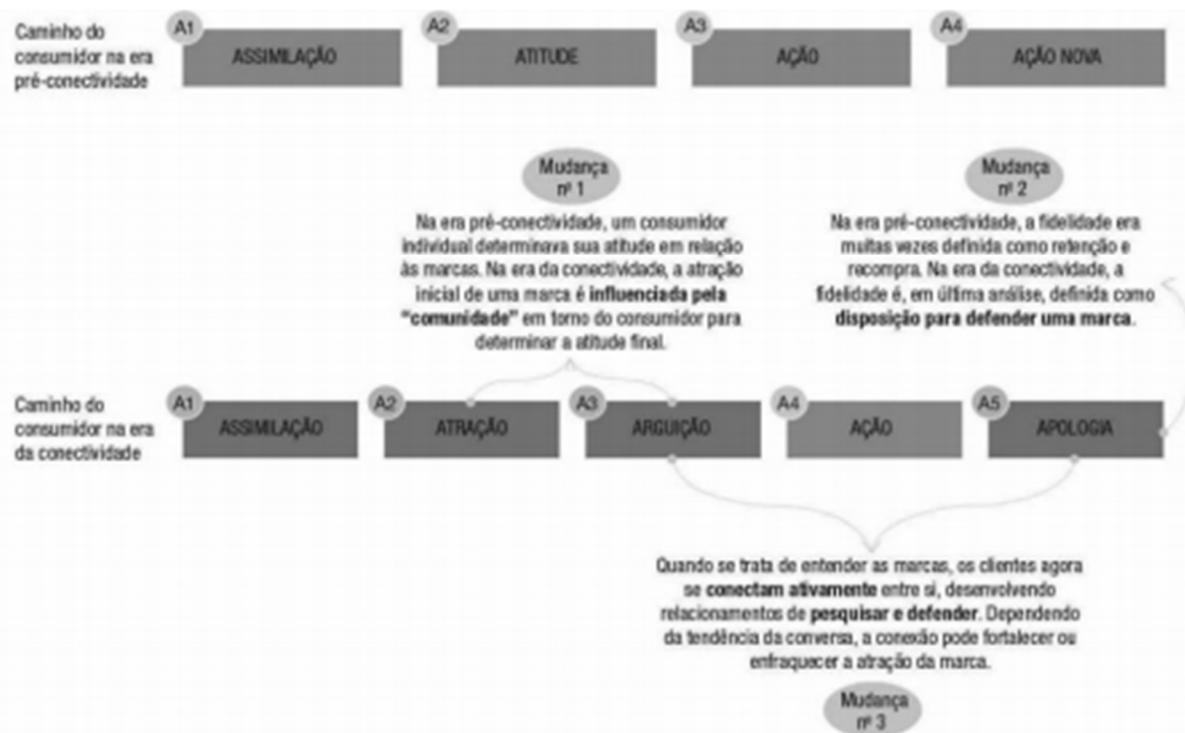 Caminho do
consumidor na era
pré-conectividade
A1
ASSIMILAÇÃO
A2
ATITUDE
A3
AÇÃO
A4
AÇÃO NOVA
Mudança
nº 1
Na era pré-conectividade, um consumidor
individual determinava sua atitude em relação
às marcas. Na era da conectividade, a atração
inicial de uma marca é influenciada pela
"comunidade" em torno do consumidor para
determinar a atitude final.
Mudança
nº 2
Na era pré-conectividade, a fidelidade era
muitas vezes definida como retenção e
recompra. Na era da conectividade, a
fidelidade é, em última análise, definida como
disposição para defender uma marca.
Caminho do
consumidor na era
da conectividade
A1
ASSIMILAÇÃO
A2
ATRAÇÃO
A3
ARGUIÇÃO
A4
AÇÃO
A5
APOLOGIA
Quando se trata de entender as marcas, os clientes agora
se conectam ativamente entre si, desenvolvendo
relacionamentos de pesquisar e defender. Dependendo
da tendência da conversa, a conexão pode fortalecer ou
enfraquecer a atração da marca.
Mudança
nº 3